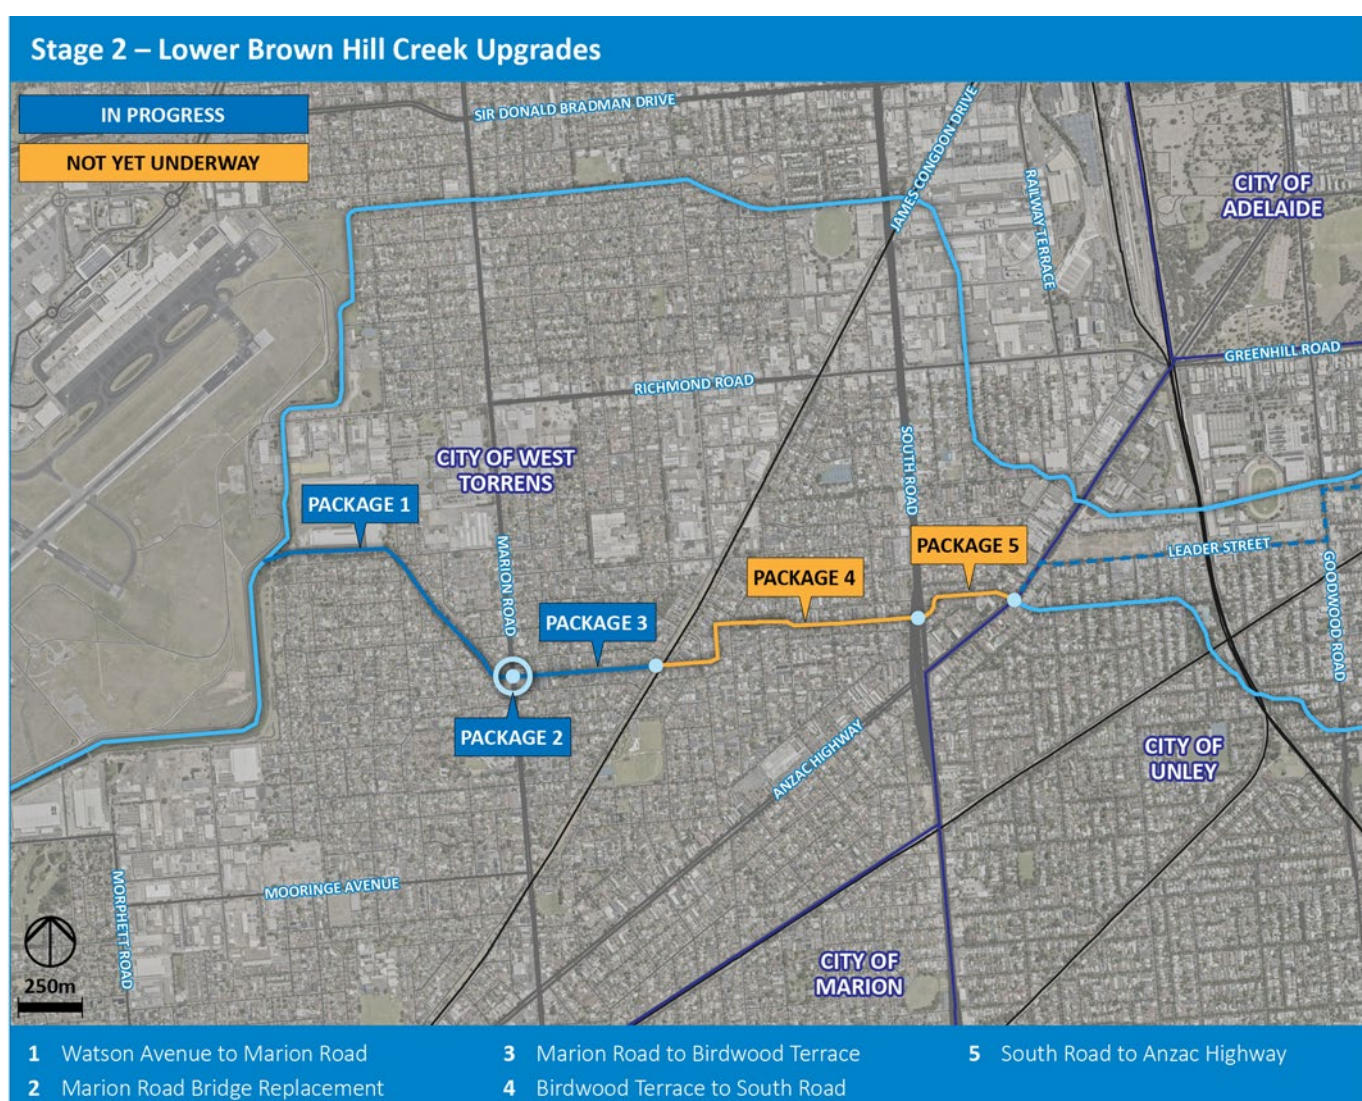 Stage 2 – Lower Brown Hill Creek Upgrades
IN PROGRESS
NOT YET UNDERWAY
SIR DONALD BRADMAN DRIVE
JAMES CONGDON DRIVE
RAILWAY TERRACE
CITY OF
ADELAIDE
GREENHILL ROAD
RICHMOND ROAD
CITY OF WEST
TORRENS
SOUTH ROAD
PACKAGE 1
MARION ROAD
PACKAGE 5
LEADER STREET
GOODWOOD ROAD
PACKAGE 4
PACKAGE 3
PACKAGE 2
ANZAC HIGHWAY
CITY OF
UNLEY
MOORINGE AVENUE
MORPHETT ROAD
CITY OF
MARION
250m
1 Watson Avenue to Marion Road
2 Marion Road Bridge Replacement
3 Marion Road to Birdwood Terrace
4 Birdwood Terrace to South Road
5 South Road to Anzac Highway